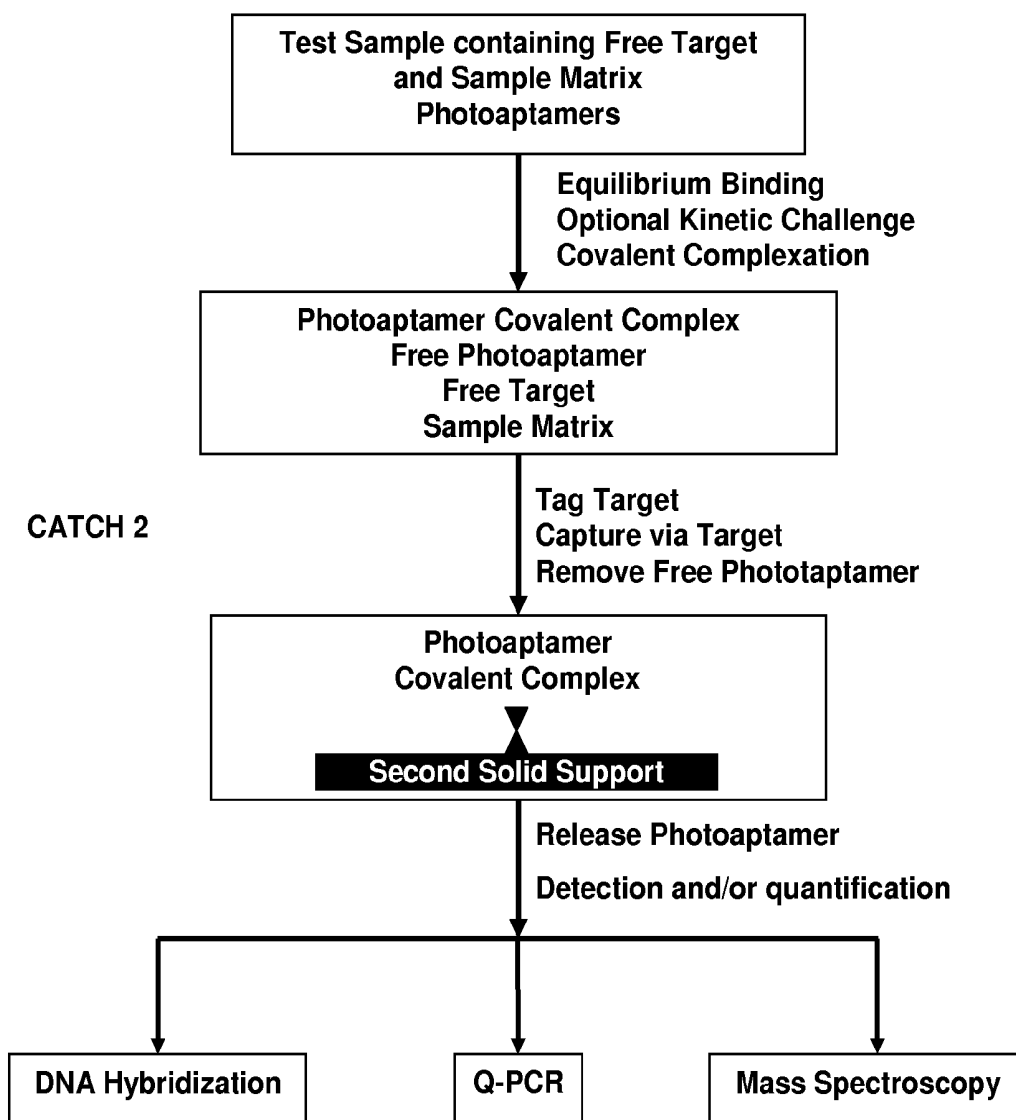 Test Sample containing Free Target
and Sample Matrix
Photoaptamers
Equilibrium Binding
Optional Kinetic Challenge
Covalent Complexation
Photoaptamer Covalent Complex
Free Photoaptamer
Free Target
Sample Matrix
CATCH 2
Tag Target
Capture via Target
Remove Free Phototaptamer
Photoaptamer
Covalent Complex
Second Solid Support
Release Photoaptamer
Detection and/or quantification
DNA Hybridization
Q-PCR
Mass Spectroscopy